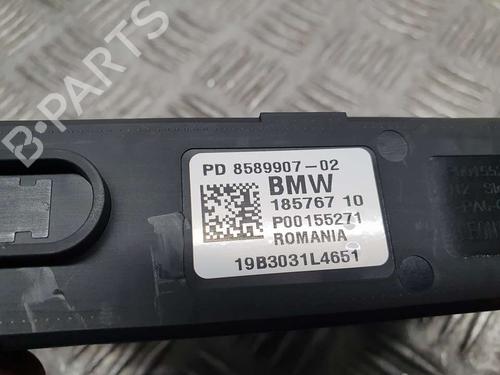 B-PARTS
PD 8589907-02
BMW
185767 10
P00155271
ROMANIA
19B3031L4651